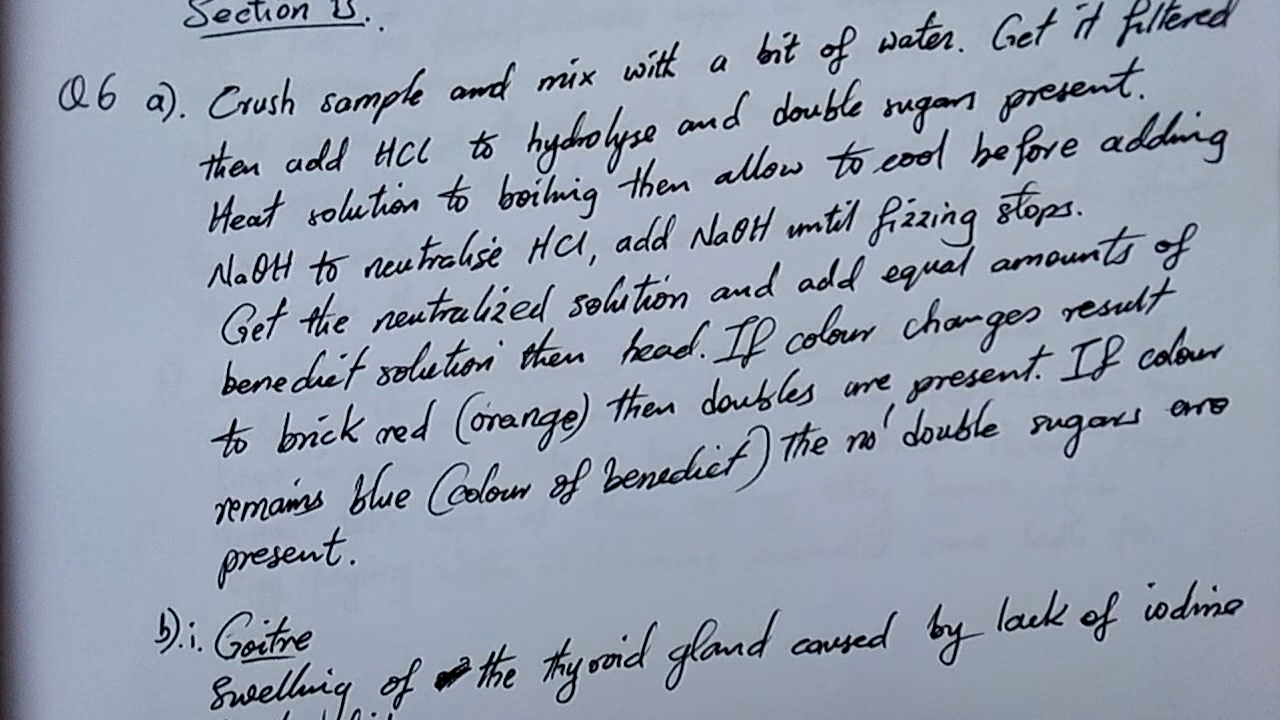 Section B.
Q6 a). Crush sample and mix with a bit of water. Get it filtered
then add HCl to hydrolyse and double sugars present.
Heat solution to boiling then allow to cool before adding
NaOH to neutralise HCl, add NaOH until fizzing stops.
Get the neutralized solution and add equal amounts of
benedict solution then head. If colour changes result
to brick red (orange) then doubles are present. If colour
remains blue (colour of benedict) the no double sugars are
present.
b).i. Goitre
Swelling of the thyroid gland caused by lack of iodine